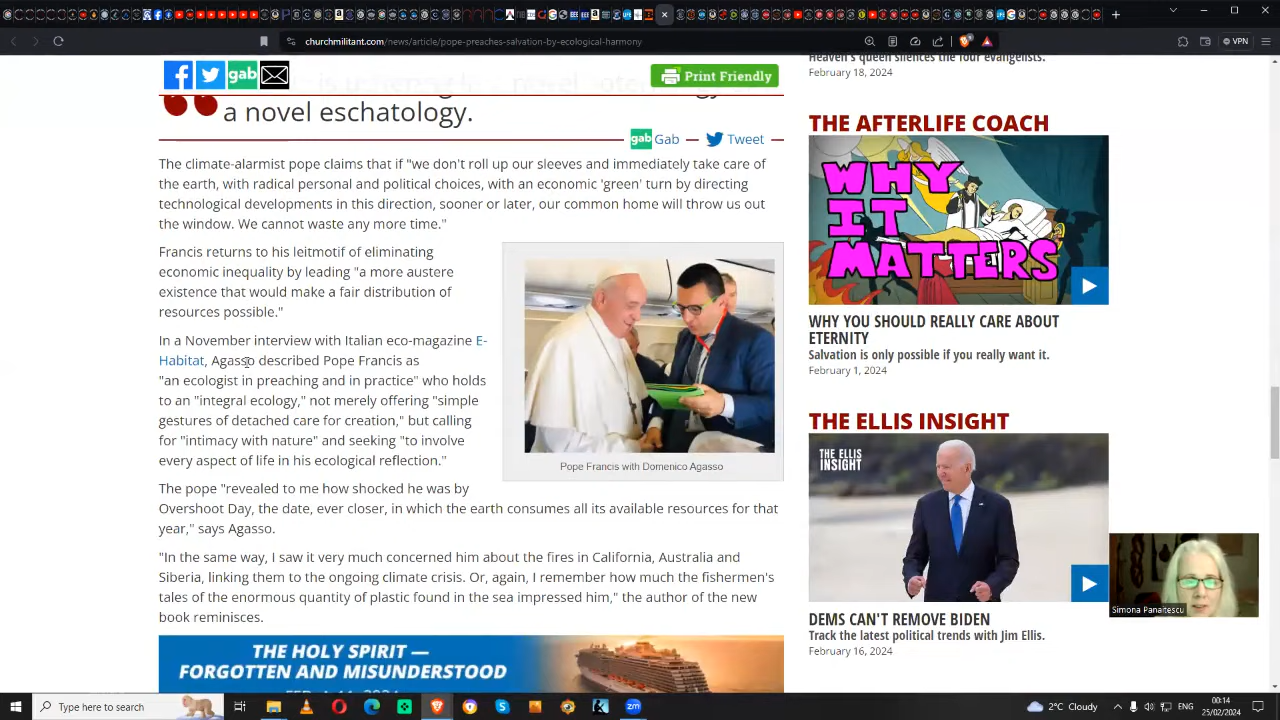 churchmilitant.com/news/article/pope-preaches-salvation-by-ecological-harmony
VPN
gab
Print Friendly
a novel eschatology.
gab Gab — Tweet
The climate-alarmist pope claims that if "we don't roll up our sleeves and immediately take care of
the earth, with radical personal and political choices, with an economic 'green' turn by directing
technological developments in this direction, sooner or later, our common home will throw us out
the window. We cannot waste any more time."
Francis returns to his leitmotif of eliminating
economic inequality by leading "a more austere
existence that would make a fair distribution of
resources possible."
In a November interview with Italian eco-magazine E-
Habitat, Agasso described Pope Francis as
"an ecologist in preaching and in practice" who holds
to an "integral ecology," not merely offering "simple
gestures of detached care for creation," but calling
for "intimacy with nature" and seeking "to involve
every aspect of life in his ecological reflection."
Pope Francis with Domenico Agasso
The pope "revealed to me how shocked he was by
Overshoot Day, the date, ever closer, in which the earth consumes all its available resources for that
year," says Agasso.
"In the same way, I saw it very much concerned him about the fires in California, Australia and
Siberia, linking them to the ongoing climate crisis. Or, again, I remember how much the fishermen's
tales of the enormous quantity of plastic found in the sea impressed him," the author of the new
book reminisces.
THE HOLY SPIRIT —
FORGOTTEN AND MISUNDERSTOOD
Heaven's queen silences the four evangelists.
February 18, 2024
THE AFTERLIFE COACH
WHY
IT
MATTERS
WHY YOU SHOULD REALLY CARE ABOUT
ETERNITY
Salvation is only possible if you really want it.
February 1, 2024
THE ELLIS INSIGHT
THE ELLIS
INSIGHT
DEMS CAN'T REMOVE BIDEN
Track the latest political trends with Jim Ellis.
February 16, 2024
Simona Panaitescu
Type here to search
2°C Cloudy
ENG
00:14
25/02/2024